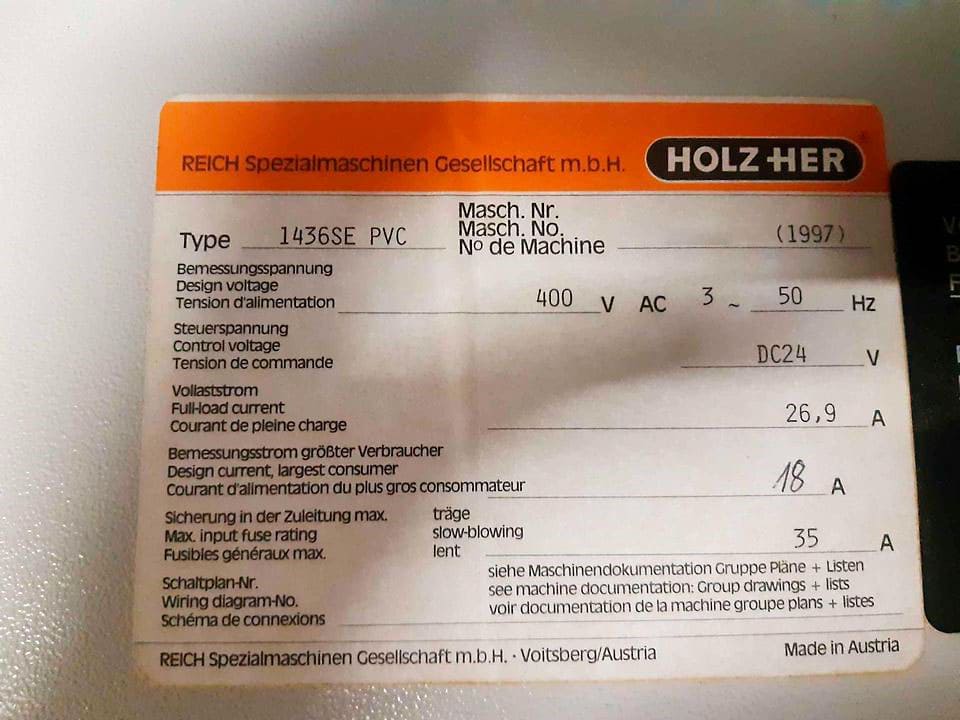 REICH Spezialmaschinen Gesellschaft m.b.H. HOLZ-HER
Masch. Nr.
Masch. No.
Type 1436SE PVC No de Machine (1997)
Bemessungsspannung
Design voltage
Tension d'alimentation 400 V AC 3 ~ 50 Hz
Steuerspannung
Control voltage
Tension de commande DC24 V
Vollaststrom
Full-load current
Courant de pleine charge 26,9 A
Bemessungsstrom größter Verbraucher
Design current, largest consumer
Courant d'alimentation du plus gros consommateur 18 A
Sicherung in der Zuleitung max. träge
Max. input fuse rating slow-blowing
Fusibles généraux max. lent 35 A
siehe Maschinendokumentation Gruppe Pläne + Listen
Schaltplan-Nr. see machine documentation: Group drawings + lists
Wiring diagram-No. voir documentation de la machine groupe plans + listes
Schéma de connexions
REICH Spezialmaschinen Gesellschaft m.b.H. · Voitsberg/Austria Made in Austria